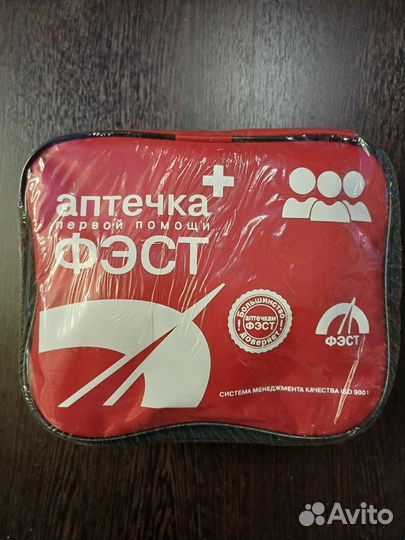 аптечка
первой помощи
ФЭСТ
Большинство
аптечкам
ФЭСТ
доверяет
ФЭСТ
СИСТЕМА МЕНЕДЖМЕНТА КАЧЕСТВА ISO 9001
Avito